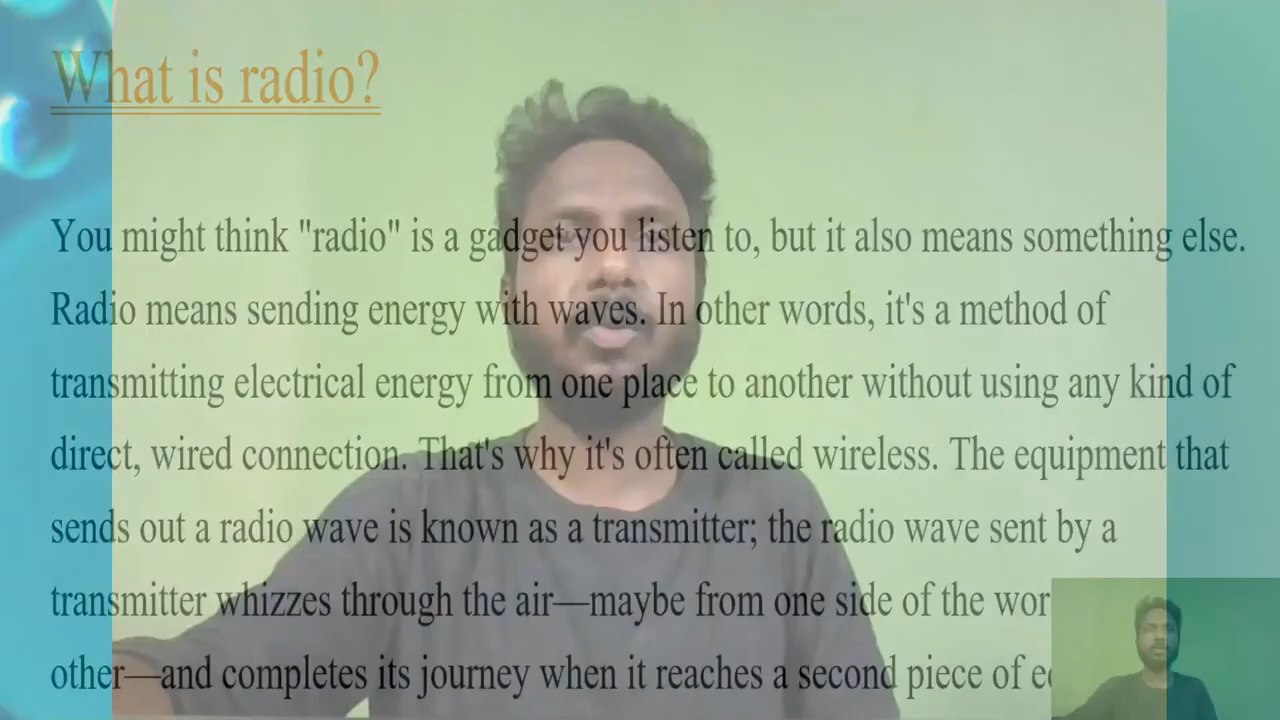 What is radio?
You might think "radio" is a gadget you listen to, but it also means something else.
Radio means sending energy with waves. In other words, it's a method of
transmitting electrical energy from one place to another without using any kind of
direct, wired connection. That's why it's often called wireless. The equipment that
sends out a radio wave is known as a transmitter; the radio wave sent by a
transmitter whizzes through the air—maybe from one side of the
other—and completes its journey when it reaches a second piece of